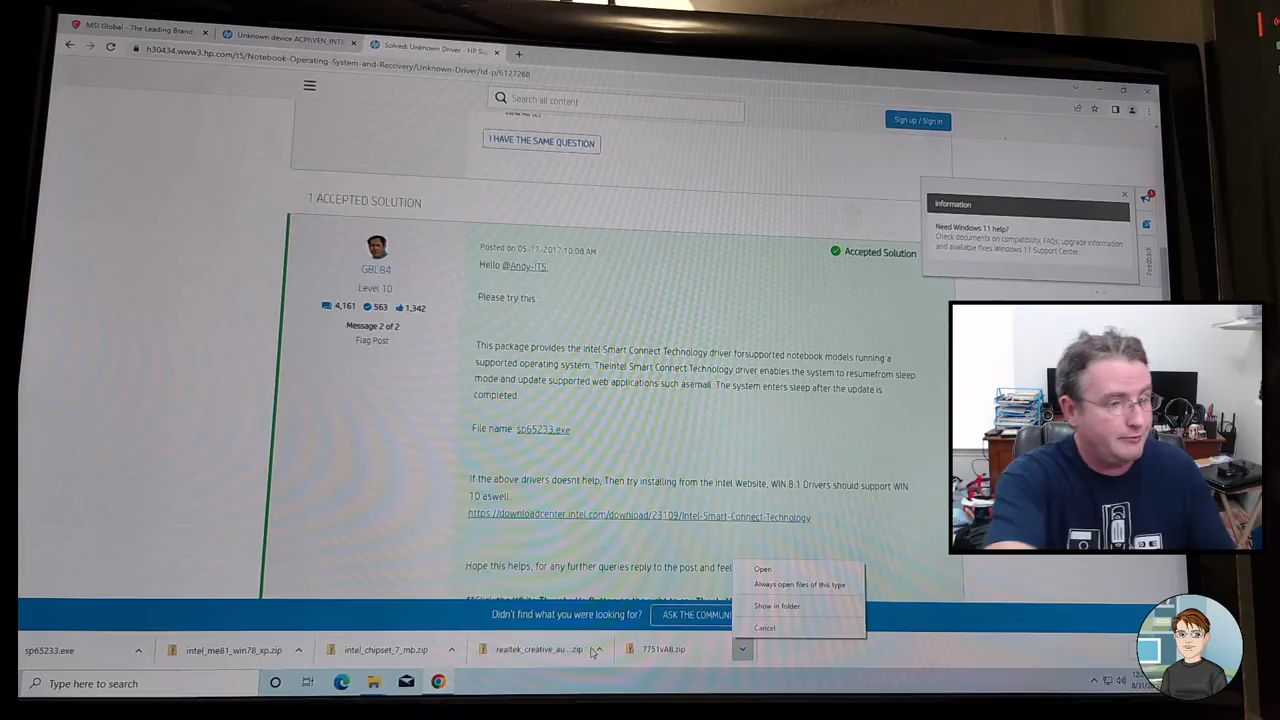 MSI Global - The Leading Brand
Unknown device ACPI\VEN_INT&
Solved: Unknown Driver - HP Su
h30434.www3.hp.com/t5/Notebook-Operating-System-and-Recovery/Unknown-Driver/td-p/6127268
Search all content
Sign up / Sign in
I HAVE THE SAME QUESTION
Information
Need Windows 11 help?
Check documents on compatibility, FAQs, upgrade information
and available fixes.Windows 11 Support Center.
Feedback
1 ACCEPTED SOLUTION
GBL84
Level 10
4,161 563 1,342
Message 2 of 2
Flag Post
Posted on 05-17-2017 10:08 AM
Accepted Solution
Hello @Andy-ITS,
Please try this
This package provides the Intel Smart Connect Technology driver forsupported notebook models running a
supported operating system. TheIntel Smart Connect Technology driver enables the system to resumefrom sleep
mode and update supported web applications such asemail. The system enters sleep after the update is
completed.
File name: sp65233.exe
If the above drivers doesnt help, Then try installing from the Intel Website, WIN 8.1 Drivers should support WIN
10 aswell.
https://downloadcenter.intel.com/download/23109/Intel-Smart-Connect-Technology
Hope this helps, for any further queries reply to the post and feel
Open
Always open files of this type
Show in folder
Cancel
Didn't find what you were looking for?
ASK THE COMMUN
sp65233.exe
intel_me81_win78_xp.zip
intel_chipset_7_mb.zip
realtek_creative_au....zip
7751vAB.zip
Type here to search